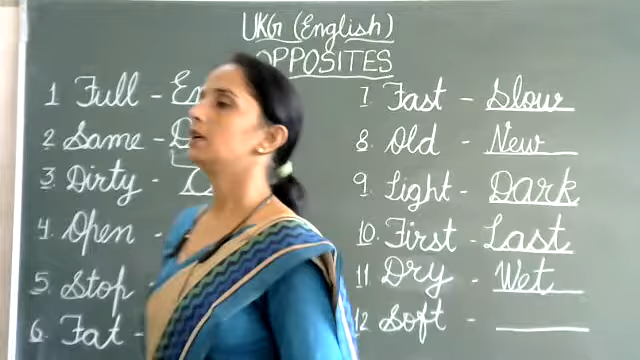 UKG (English)
OPPOSITES
1 Full - E
2 Same - D
3 Dirty -
4. Open -
5. Stop
6. Fat -
7 Fast - Slow
8. Old - New
9. Light - Dark
10. First - Last
11 Dry - Wet
12 Soft -